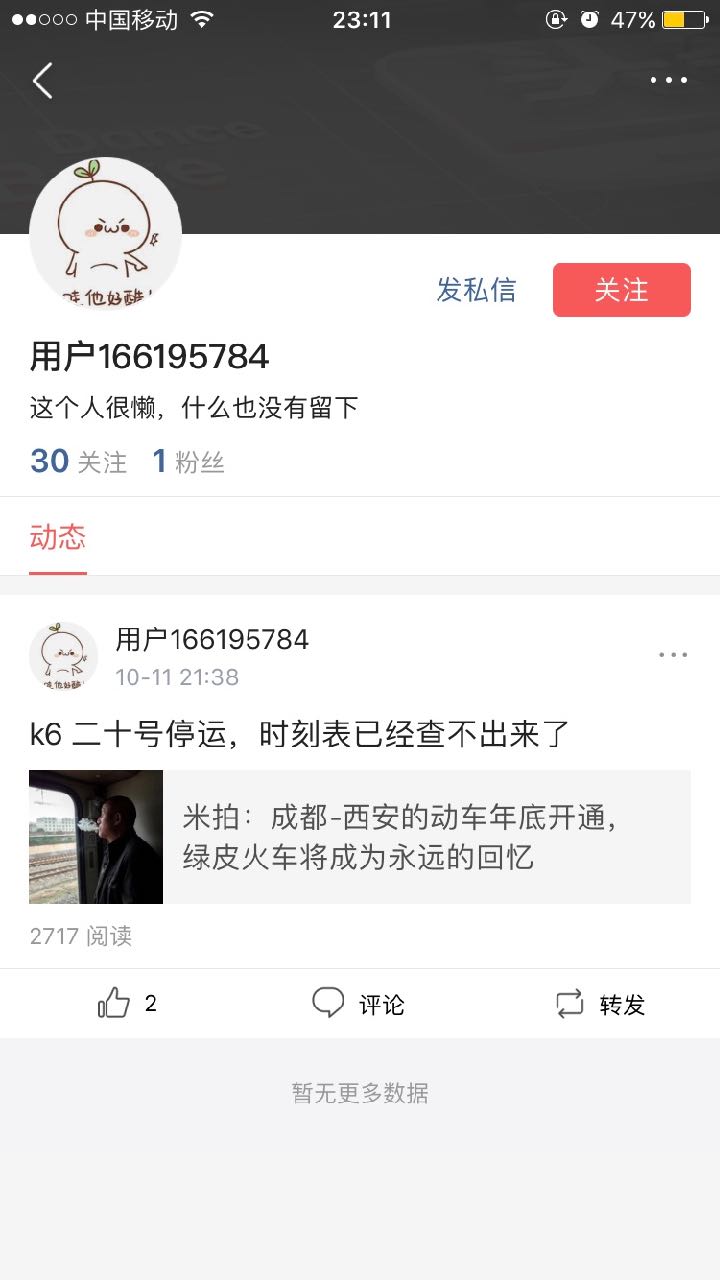 中国移动
23:11
47%
哇,他好酷!
发私信
关注
用户166195784
这个人很懒，什么也没有留下
30 关注 1 粉丝
动态
用户166195784
10-11 21:38
k6 二十号停运，时刻表已经查不出来了
米拍：成都-西安的动车年底开通，
绿皮火车将成为永远的回忆
2717 阅读
2
评论
转发
暂无更多数据